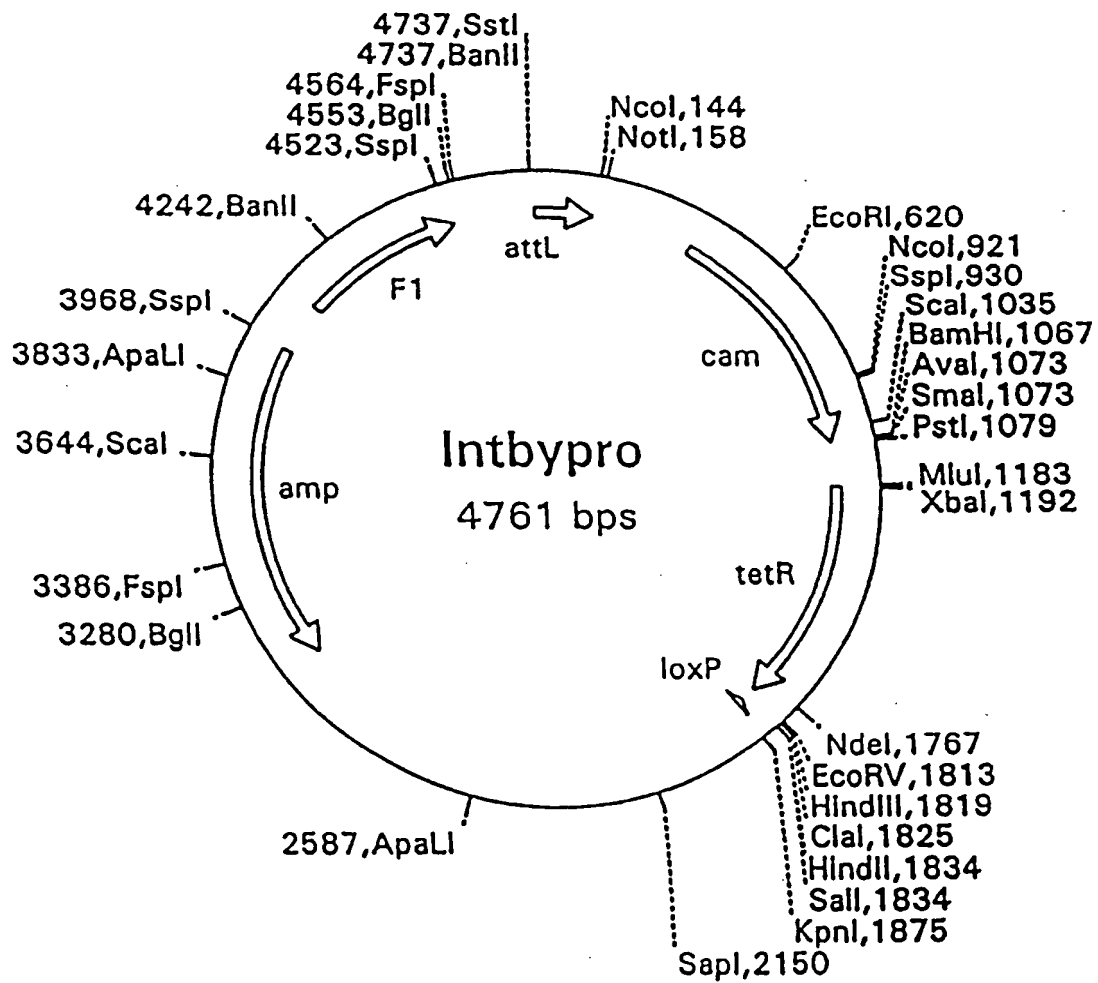 4737,SstI
4737,BanII
4564,FspI
4553,BglI
4523,SspI
4242,BanII
3968,SspI
3833,ApaLI
3644,ScaI
3386,FspI
3280,BglI
2587,ApaLI
NcoI,144
NotI,158
EcoRI,620
NcoI,921
SspI,930
ScaI,1035
BamHI,1067
AvaI,1073
SmaI,1073
PstI,1079
MluI,1183
XbaI,1192
NdeI,1767
EcoRV,1813
HindIII,1819
ClaI,1825
HindII,1834
SalI,1834
KpnI,1875
SapI,2150
attL
F1
cam
amp
tetR
loxP
Intbypro
4761 bps